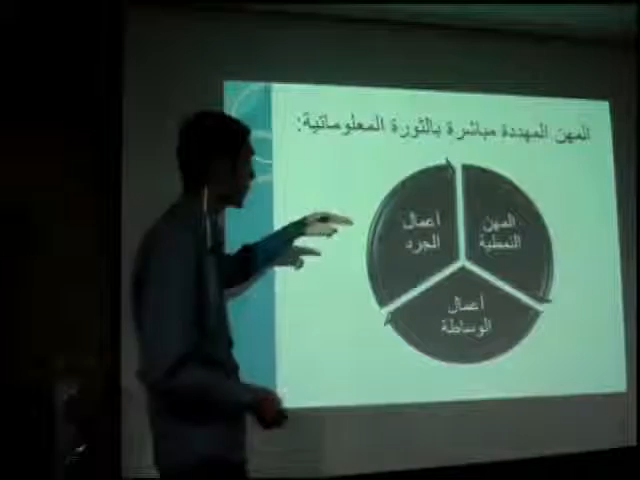 المهن المهددة مباشرة بالثورة المعلوماتية:
المهن
النمطية
أعمال
الجرد
أعمال
الوساطة